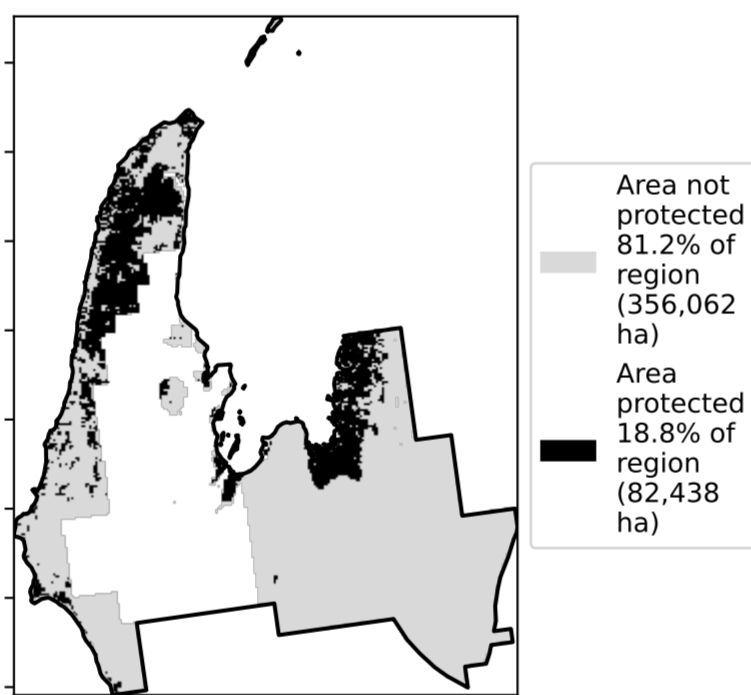 Area not
protected
81.2% of
region
(356,062
ha)
Area
protected
18.8% of
region
(82,438
ha)